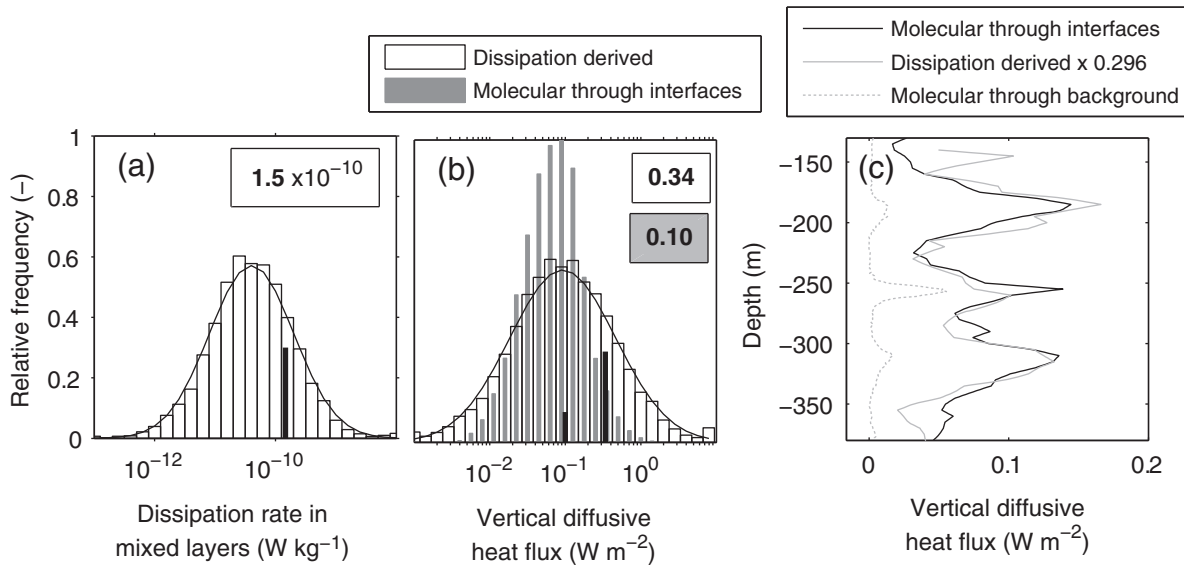 Dissipation derived
Molecular through interfaces
Molecular through interfaces
Dissipation derived x 0.296
Molecular through background
(a)
1.5 x10⁻¹⁰
Relative frequency (–)
1
0.8
0.6
0.4
0.2
0
10⁻¹²
10⁻¹⁰
Dissipation rate in
mixed layers (W kg⁻¹)
(b)
0.34
0.10
10⁻²
10⁻¹
10⁰
Vertical diffusive
heat flux (W m⁻²)
(c)
Depth (m)
−150
−200
−250
−300
−350
0
0.1
0.2
Vertical diffusive
heat flux (W m⁻²)